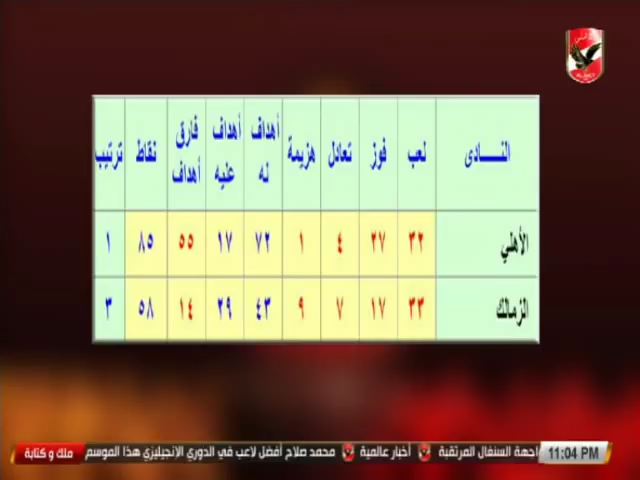 النـــادى لعب فوز تعادل هزيمة أهداف له أهداف عليه فارق أهداف نقاط ترتيب
الأهلي ٣٢ ٢٧ ٤ ١ ٧٢ ١٧ ٥٥ ٨٥ ١
الزمالك ٣٣ ١٧ ٧ ٩ ٤٣ ٢٩ ١٤ ٥٨ ٣
11:04 PM اجهة السنغال المرتقبة أخبار عالمية محمد صلاح أفضل لاعب في الدوري الإنجليزي هذا الموسم ملك و كتابة